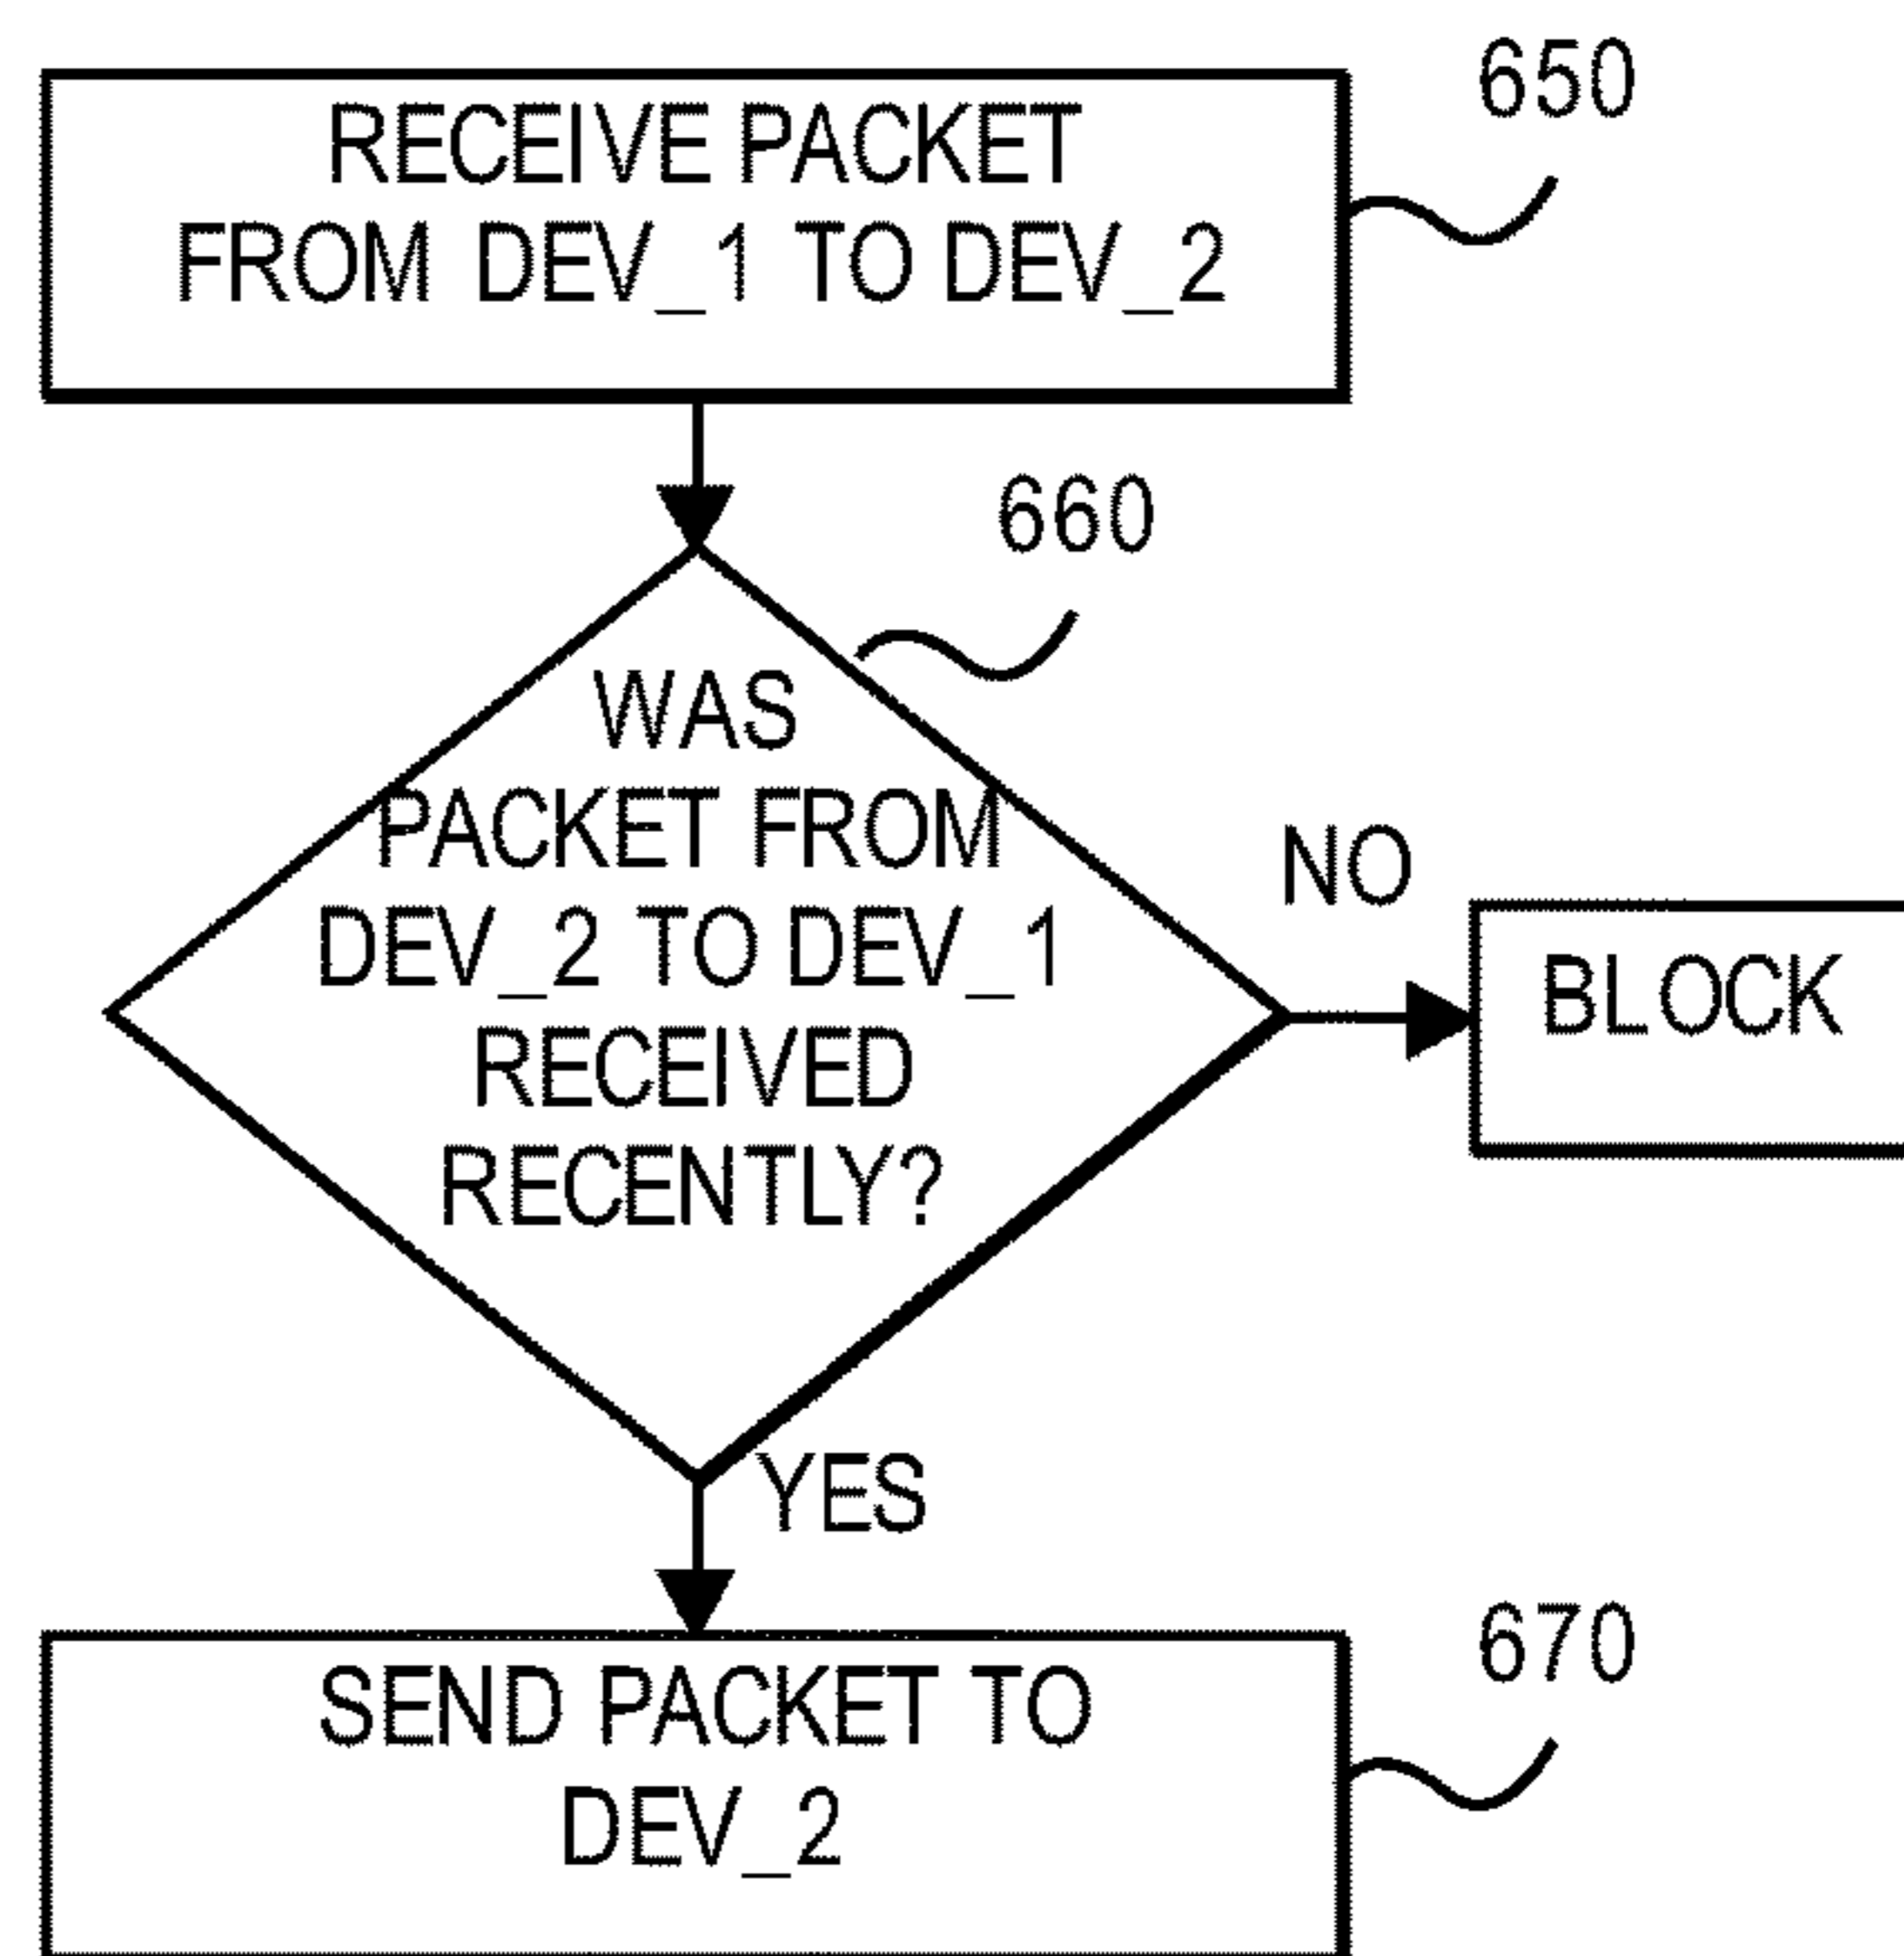 650
RECEIVE PACKET
FROM DEV_1 TO DEV_2
660
WAS
PACKET FROM
DEV_2 TO DEV_1
RECEIVED
RECENTLY?
NO
BLOCK
YES
670
SEND PACKET TO
DEV_2